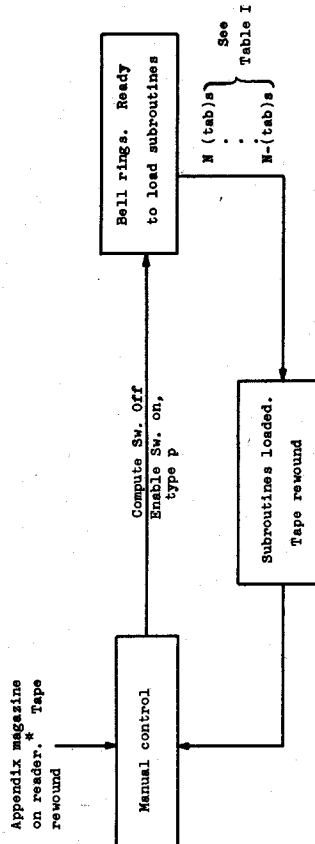 Appendix magazine
on reader.* Tape
rewound
Manual control
Compute Sw. Off
Enable Sw. on,
type p
Bell rings. Ready
to load subroutines
N (tab)s
.
.
.
N-(tab)s
See
Table I
Subroutines loaded.
Tape rewound